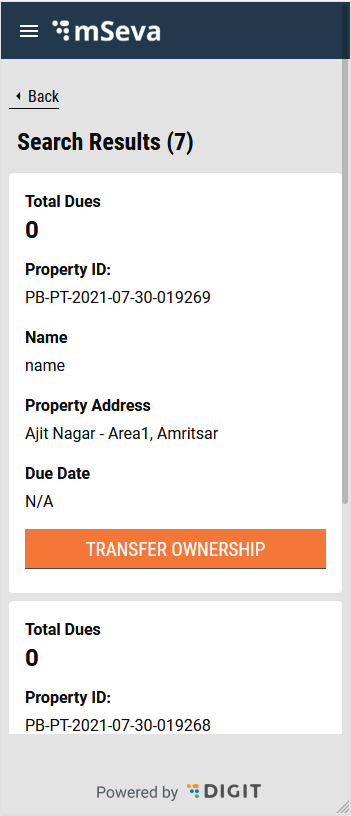 mSeva
Back
Search Results (7)
Total Dues
0
Property ID:
PB-PT-2021-07-30-019269
Name
name
Property Address
Ajit Nagar - Area1, Amritsar
Due Date
N/A
TRANSFER OWNERSHIP
Total Dues
0
Property ID:
PB-PT-2021-07-30-019268
Powered by DIGIT